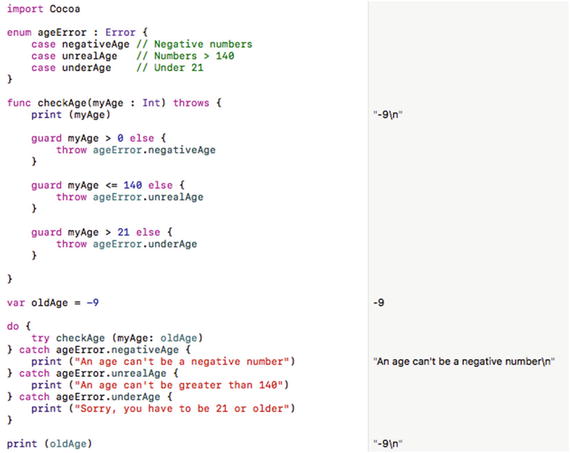 import Cocoa
enum ageError : Error {
case negativeAge // Negative numbers
case unrealAge // Numbers > 140
case underAge // Under 21
}
func checkAge(myAge : Int) throws {
print (myAge) "-9\n"
guard myAge > 0 else {
throw ageError.negativeAge
}
guard myAge <= 140 else {
throw ageError.unrealAge
}
guard myAge > 21 else {
throw ageError.underAge
}
}
var oldAge = -9 -9
do {
try checkAge (myAge: oldAge)
} catch ageError.negativeAge {
print ("An age can't be a negative number") "An age can't be a negative number\n"
} catch ageError.unrealAge {
print ("An age can't be greater than 140")
} catch ageError.underAge {
print ("Sorry, you have to be 21 or older")
}
print (oldAge) "-9\n"